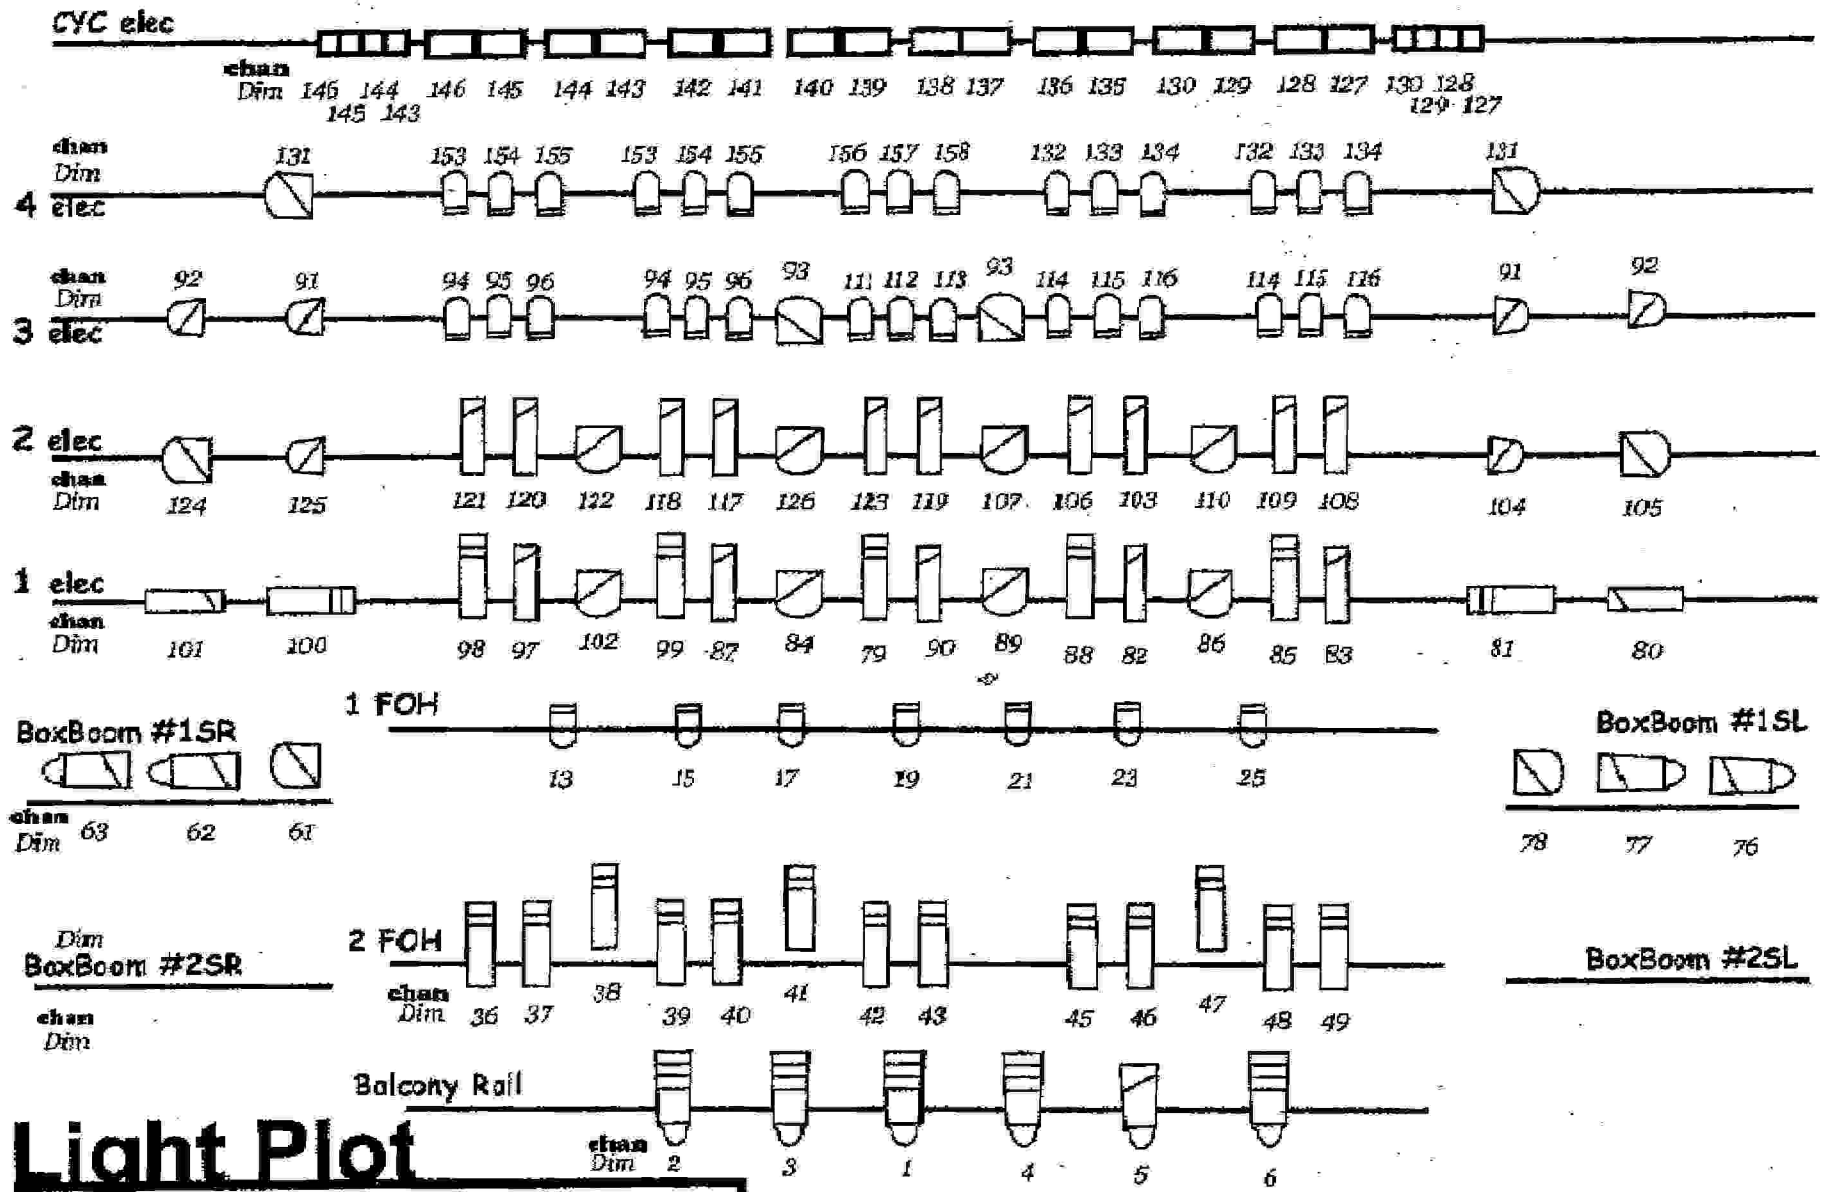 CYC elec
chan
Dim 146 144 146 145 144 143 142 141 140 139 138 137 136 135 130 129 128 127 130 128
145 143 129 127
chan 131 153 154 155 153 154 155 156 157 158 132 133 134 132 133 134 131
Dim
4 elec
chan 92 91 94 95 96 94 95 96 93 111 112 113 93 114 115 116 114 115 116 91 92
Dim
3 elec
2 elec
chan
Dim 124 125 121 120 122 118 117 126 123 119 107 106 103 110 109 108 104 105
1 elec
chan
Dim 101 100 98 97 102 99 87 84 79 90 89 88 82 86 85 83 81 80
1 FOH
13 15 17 19 21 23 25
BoxBoom #1SR
chan
Dim 63 62 61
BoxBoom #1SL
78 77 76
Dim
BoxBoom #2SR
chan
Dim
2 FOH
chan
Dim 36 37 38 39 40 41 42 43 45 46 47 48 49
BoxBoom #2SL
Balcony Rail
chan
Dim 2 3 1 4 5 6
Light Plot